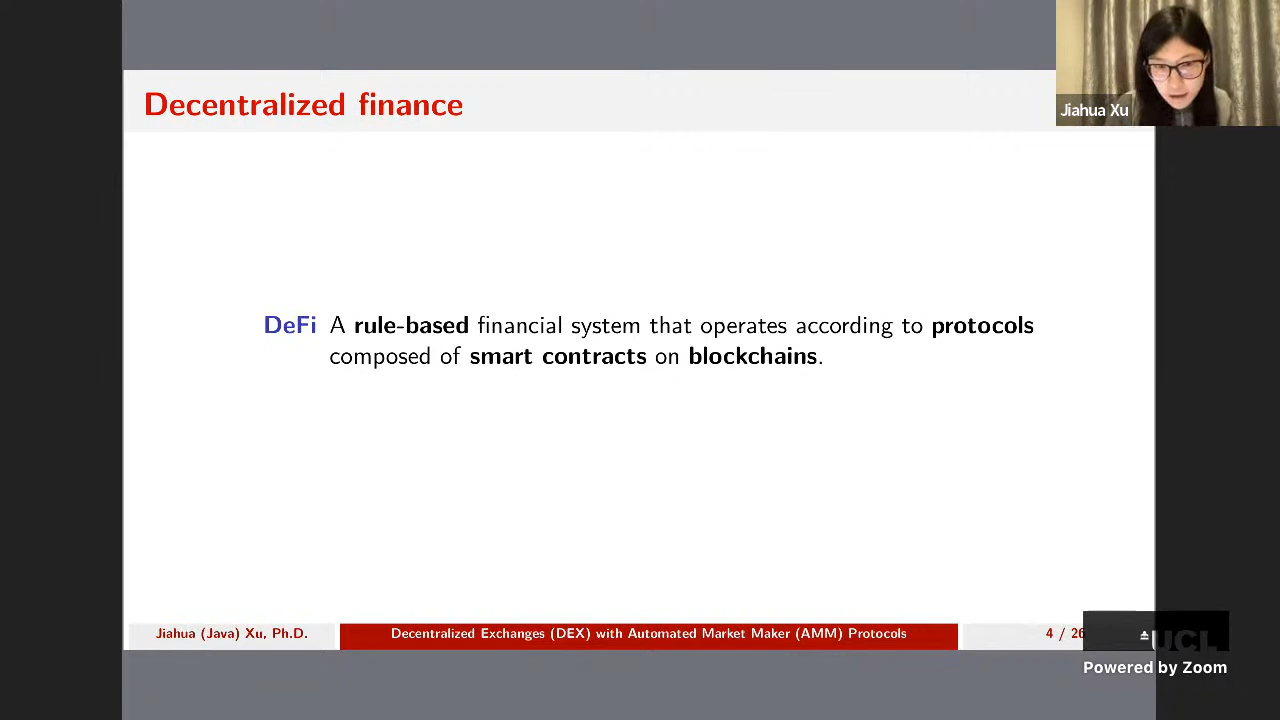 Decentralized finance
Jiahua Xu
DeFi A rule-based financial system that operates according to protocols
composed of smart contracts on blockchains.
Jiahua (Java) Xu, Ph.D.
Decentralized Exchanges (DEX) with Automated Market Maker (AMM) Protocols
4 / 26
UCL
Powered by Zoom